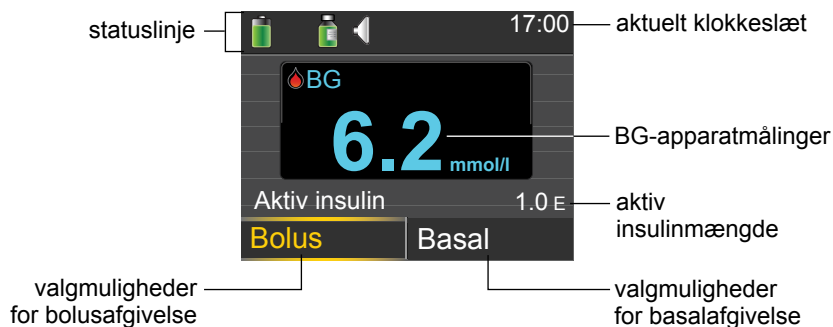 statuslinje
17:00
aktuelt klokkeslæt
BG
6.2 mmol/l
BG-apparatmålinger
Aktiv insulin 1.0 E
aktiv
insulinmængde
Bolus Basal
valgmuligheder
for bolusafgivelse
valgmuligheder
for basalafgivelse